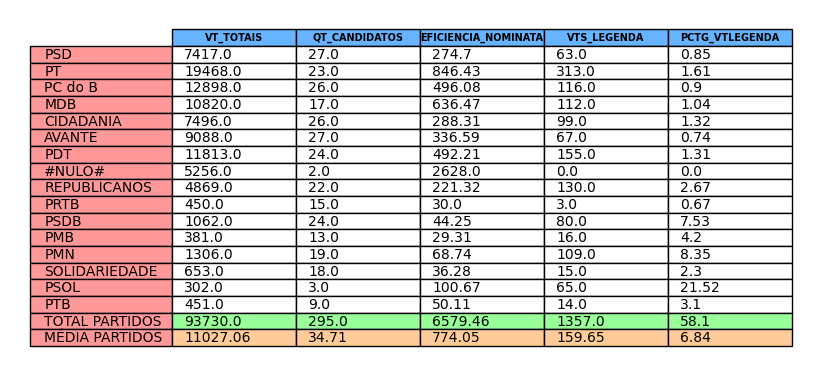 VT_TOTAIS QT_CANDIDATOS EFICIENCIA_NOMINATA VTS_LEGENDA PCTG_VTLEGENDA
PSD 7417.0 27.0 274.7 63.0 0.85
PT 19468.0 23.0 846.43 313.0 1.61
PC do B 12898.0 26.0 496.08 116.0 0.9
MDB 10820.0 17.0 636.47 112.0 1.04
CIDADANIA 7496.0 26.0 288.31 99.0 1.32
AVANTE 9088.0 27.0 336.59 67.0 0.74
PDT 11813.0 24.0 492.21 155.0 1.31
#NULO# 5256.0 2.0 2628.0 0.0 0.0
REPUBLICANOS 4869.0 22.0 221.32 130.0 2.67
PRTB 450.0 15.0 30.0 3.0 0.67
PSDB 1062.0 24.0 44.25 80.0 7.53
PMB 381.0 13.0 29.31 16.0 4.2
PMN 1306.0 19.0 68.74 109.0 8.35
SOLIDARIEDADE 653.0 18.0 36.28 15.0 2.3
PSOL 302.0 3.0 100.67 65.0 21.52
PTB 451.0 9.0 50.11 14.0 3.1
TOTAL PARTIDOS 93730.0 295.0 6579.46 1357.0 58.1
MEDIA PARTIDOS 11027.06 34.71 774.05 159.65 6.84